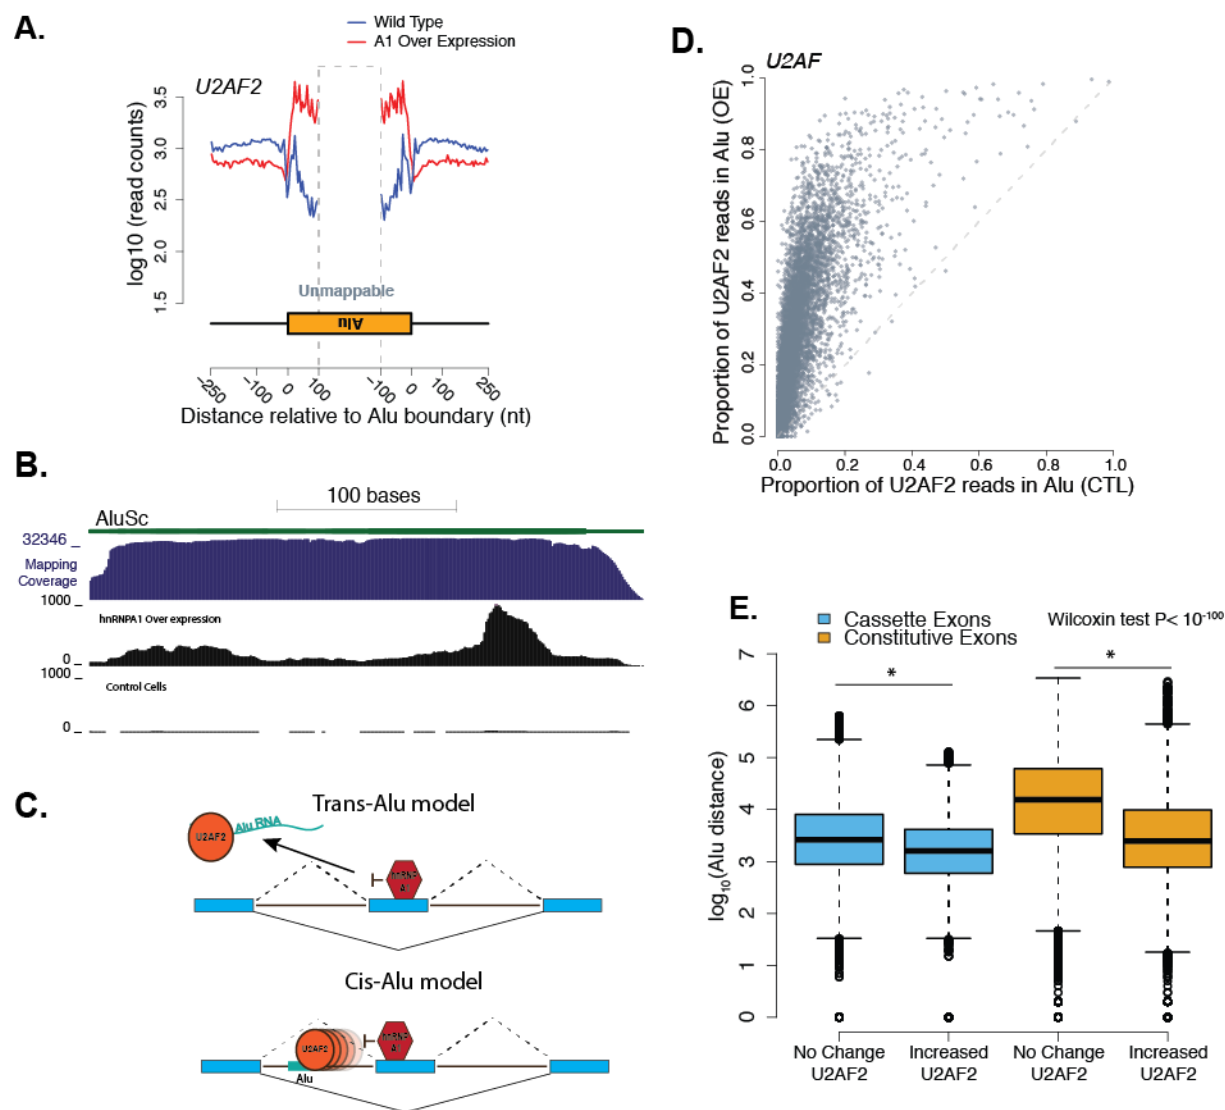 A.
Wild Type
A1 Over Expression
U2AF2
log10 (read counts)
3.5
3.0
2.5
2.0
1.5
Unmappable
Alu
-250
-100
0
100
-100
0
100
250
Distance relative to Alu boundary (nt)
B.
100 bases
AluSc
32346
Mapping
Coverage
1000
hnRNPA1 Over expression
0
1000
Control Cells
0
C.
Trans-Alu model
U2AF2
Alu RNA
hnRNP
A1
Cis-Alu model
U2AF2
hnRNP
A1
Alu
D.
U2AF
Proportion of U2AF2 reads in Alu (OE)
1.0
0.8
0.6
0.4
0.2
0.0
0.0
0.2
0.4
0.6
0.8
1.0
Proportion of U2AF2 reads in Alu (CTL)
E.
Cassette Exons
Constitutive Exons
Wilcoxin test P< 10-100
log10(Alu distance)
7
6
5
4
3
2
1
0
*
*
No Change
U2AF2
Increased
U2AF2
No Change
U2AF2
Increased
U2AF2